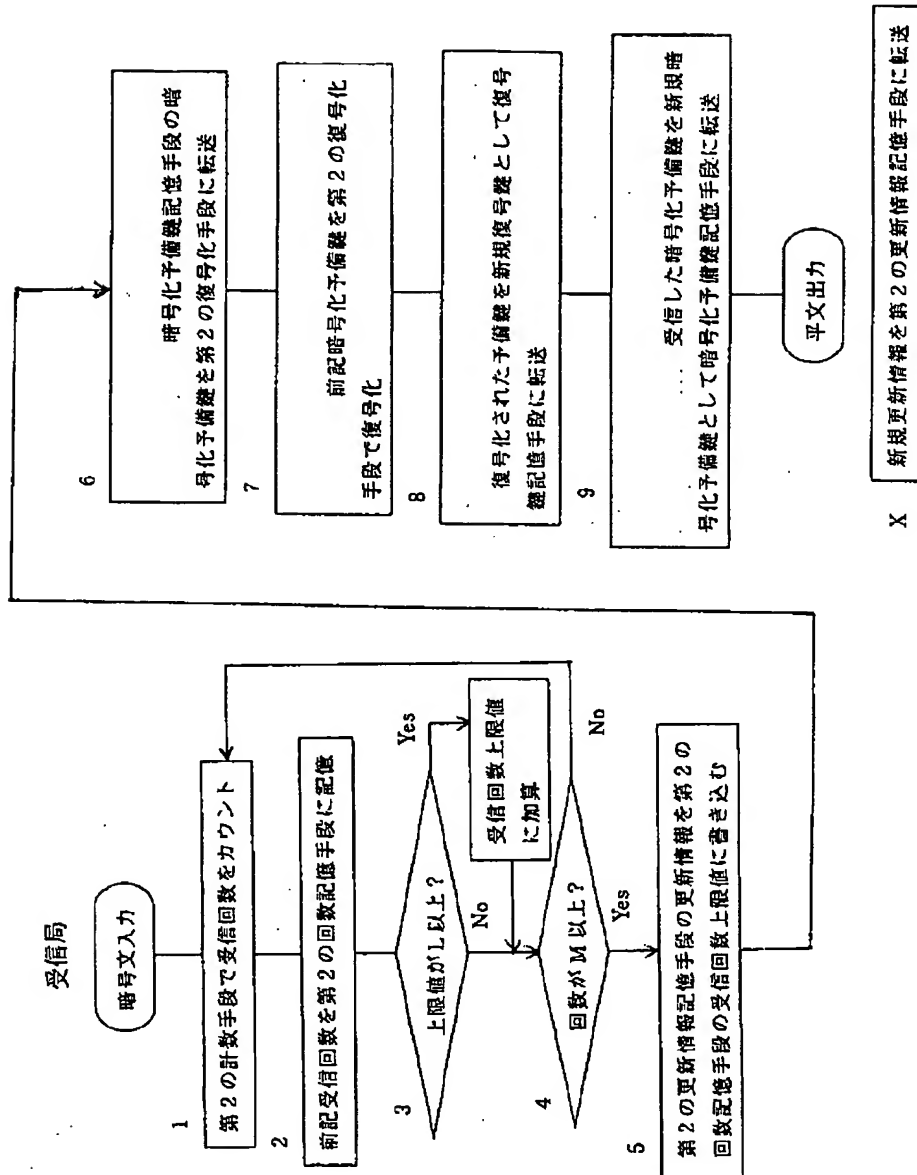 受信局
暗号文入力
1
第2の計数手段で受信回数をカウント
2
前記受信回数を第2の回数記憶手段に記憶
3
上限値がL以上?
Yes
受信回数上限値
に加算
No
4
回数がM以上?
No
Yes
5
第2の更新情報記憶手段の更新情報を第2の
回数記憶手段の受信回数上限値に書き込む
6
暗号化予備鍵記憶手段の暗
号化予備鍵を第2の復号化手段に転送
7
前記暗号化予備鍵を第2の復号化
手段で復号化
8
復号化された予備鍵を新規復号鍵として復号
鍵記憶手段に転送
9
受信した暗号化予備鍵を新規暗
号化予備鍵として暗号化予備鍵記憶手段に転送
平文出力
X
新規更新情報を第2の更新情報記憶手段に転送